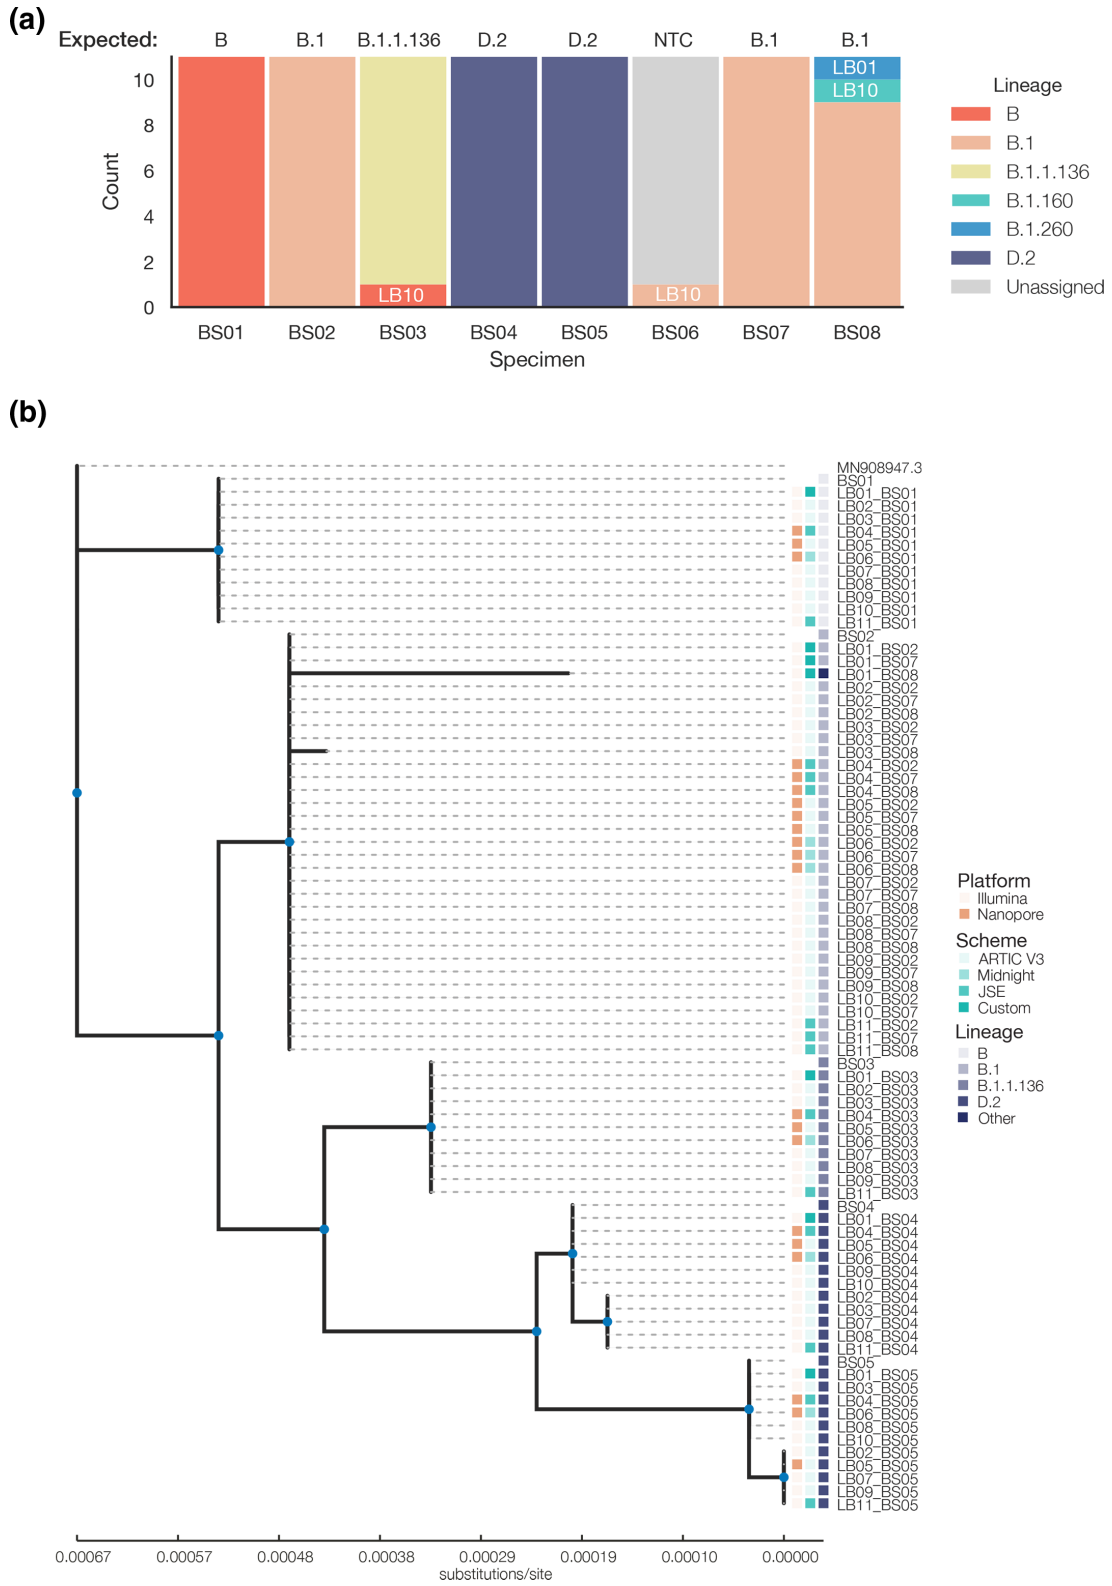 (a)
Expected: B B.1 B.1.1.136 D.2 D.2 NTC B.1 B.1
LB01
LB10
LB10
LB10
10
8
6
4
2
0
Count
BS01 BS02 BS03 BS04 BS05 BS06 BS07 BS08
Specimen
Lineage
B
B.1
B.1.1.136
B.1.160
B.1.260
D.2
Unassigned
(b)
MN908947.3
BS01
LB01_BS01
LB02_BS01
LB03_BS01
LB04_BS01
LB05_BS01
LB06_BS01
LB07_BS01
LB08_BS01
LB09_BS01
LB10_BS01
LB11_BS01
BS02
LB01_BS02
LB01_BS07
LB01_BS08
LB02_BS02
LB02_BS07
LB02_BS08
LB03_BS02
LB03_BS07
LB03_BS08
LB04_BS02
LB04_BS07
LB04_BS08
LB05_BS02
LB05_BS07
LB05_BS08
LB06_BS02
LB06_BS07
LB06_BS08
LB07_BS02
LB07_BS07
LB07_BS08
LB08_BS02
LB08_BS07
LB08_BS08
LB09_BS02
LB09_BS07
LB09_BS08
LB10_BS02
LB10_BS07
LB11_BS02
LB11_BS07
LB11_BS08
BS03
LB01_BS03
LB02_BS03
LB03_BS03
LB04_BS03
LB05_BS03
LB06_BS03
LB07_BS03
LB08_BS03
LB09_BS03
LB11_BS03
BS04
LB01_BS04
LB04_BS04
LB05_BS04
LB06_BS04
LB09_BS04
LB10_BS04
LB02_BS04
LB03_BS04
LB07_BS04
LB08_BS04
LB11_BS04
BS05
LB01_BS05
LB03_BS05
LB04_BS05
LB06_BS05
LB08_BS05
LB10_BS05
LB02_BS05
LB05_BS05
LB07_BS05
LB09_BS05
LB11_BS05
Platform
Illumina
Nanopore
Scheme
ARTIC V3
Midnight
JSE
Custom
Lineage
B
B.1
B.1.1.136
D.2
Other
0.00067 0.00057 0.00048 0.00038 0.00029 0.00019 0.00010 0.00000
substitutions/site